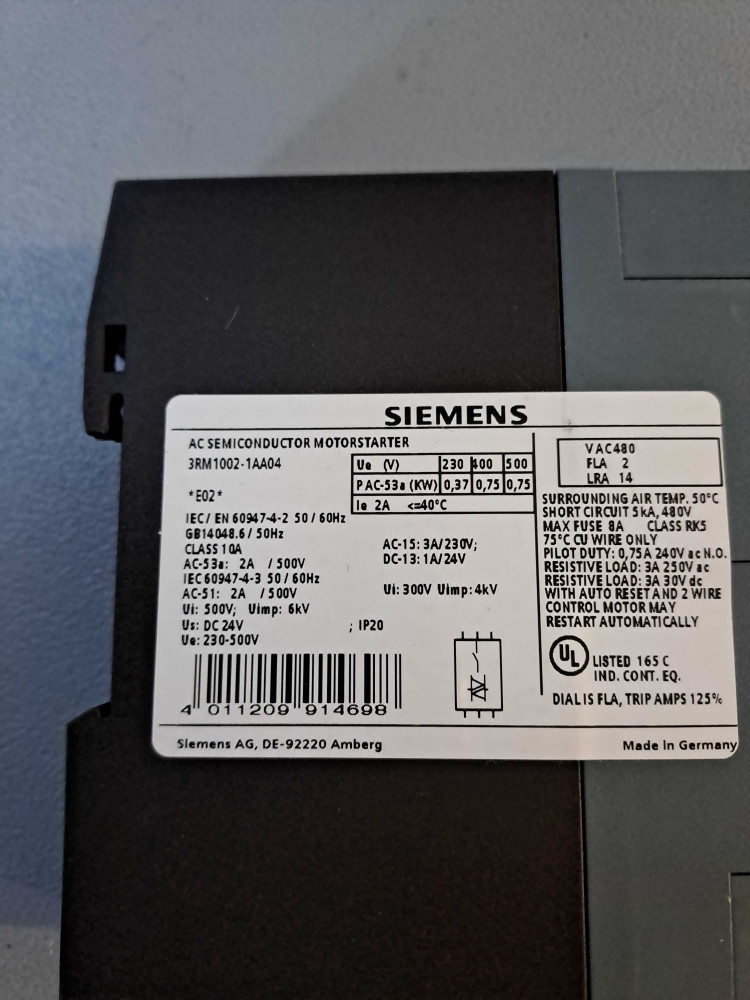 SIEMENS
AC SEMICONDUCTOR MOTORSTARTER
3RM1002-1AA04
*E02*
Ue (V) 230 400 500
P AC-53a (KW) 0,37 0,75 0,75
Ie 2A <=40°C
IEC/ EN 60947-4-2 50/60Hz
GB14048.6/ 50Hz
CLASS 10A
AC-53a: 2A /500V
IEC60947-4-3 50/60Hz
AC-51: 2A /500V
Ui: 500V; Uimp: 6kV
Us: DC 24V ; IP20
Ue: 230-500V
AC-15: 3A/230V;
DC-13: 1A/24V
Ui: 300V Uimp: 4kV
4 011209 914698
VAC480
FLA 2
LRA 14
SURROUNDING AIR TEMP. 50°C
SHORT CIRCUIT 5kA, 480V
MAX FUSE 8A CLASS RK5
75°C CU WIRE ONLY
PILOT DUTY: 0,75A 240V ac N.O.
RESISTIVE LOAD: 3A 250V ac
RESISTIVE LOAD: 3A 30V dc
WITH AUTO RESET AND 2 WIRE
CONTROL MOTOR MAY
RESTART AUTOMATICALLY
UL LISTED 165 C
IND. CONT. EQ.
DIAL IS FLA, TRIP AMPS 125%
Siemens AG, DE-92220 Amberg
Made in Germany